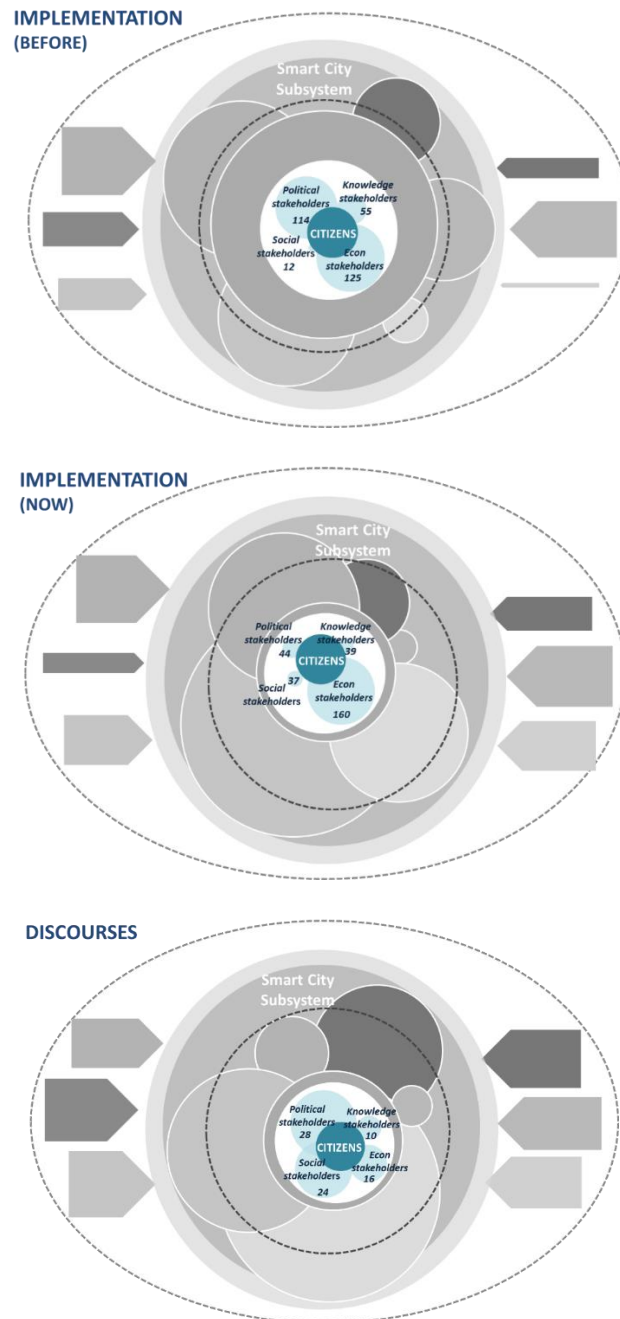 IMPLEMENTATION
(BEFORE)
Smart City
Subsystem
Political
stakeholders
114
Knowledge
stakeholders
55
CITIZENS
Social
stakeholders
12
Econ
stakeholders
125
IMPLEMENTATION
(NOW)
Smart City
Subsystem
Political
stakeholders
44
Knowledge
stakeholders
39
CITIZENS
37
Social
stakeholders
Econ
stakeholders
160
DISCOURSES
Smart City
Subsystem
Political
stakeholders
28
Knowledge
stakeholders
10
CITIZENS
Social
stakeholders
24
Econ
stakeholders
16